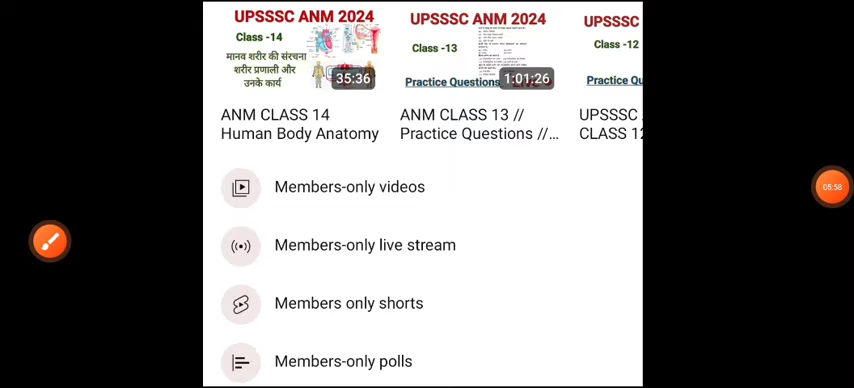 UPSSSC ANM 2024
Class -14
मानव शरीर की संरचना
शरीर प्रणाली और
उनके कार्य
35:36
ANM CLASS 14
Human Body Anatomy
UPSSSC ANM 2024
Class -13
Practice Questions
1:01:26
ANM CLASS 13 //
Practice Questions //...
UPSSSC
Class -12
Practice Qu
UPSSSC
CLASS 12
Members-only videos
Members-only live stream
Members only shorts
Members-only polls
05:58